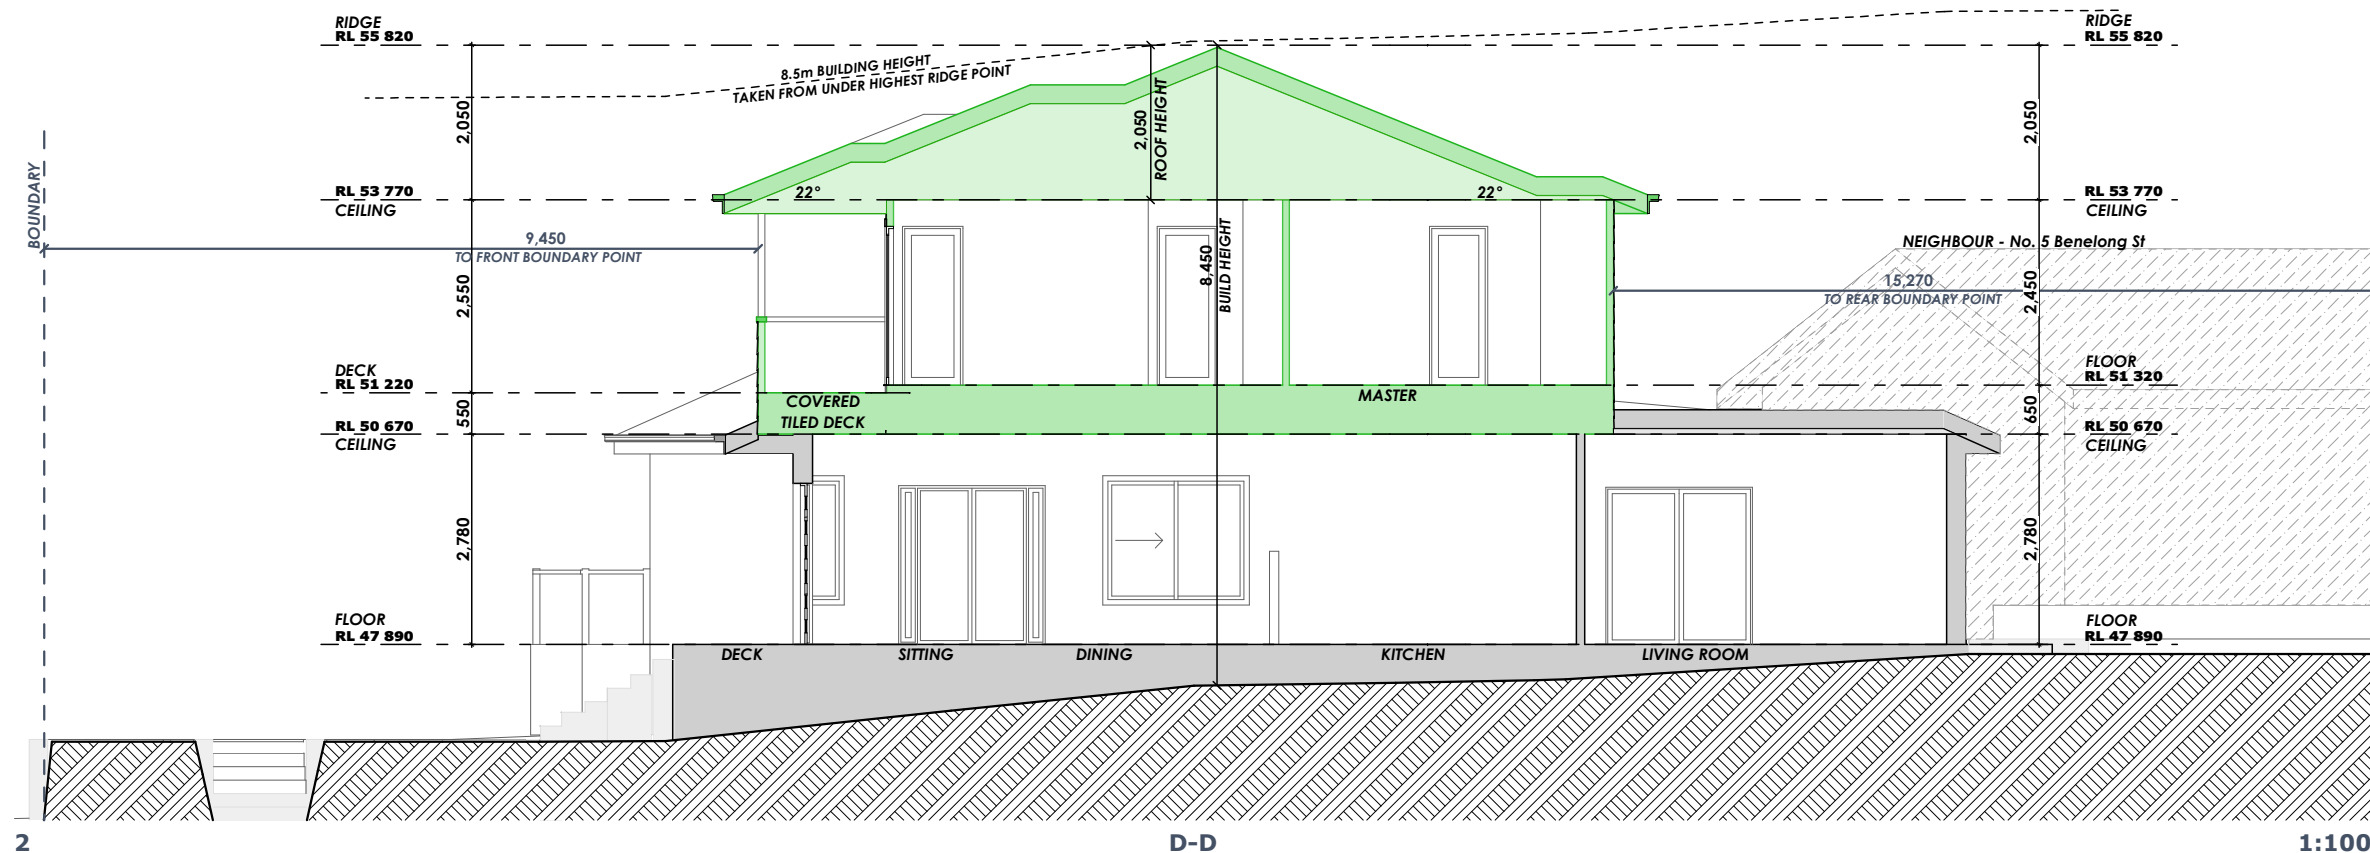 RIDGE
RL 55 820
RIDGE
RL 55 820
8.5m BUILDING HEIGHT
TAKEN FROM UNDER HIGHEST RIDGE POINT
2,050
2,050
ROOF HEIGHT
2,050
BOUNDARY
RL 53 770
CEILING
22°
22°
RL 53 770
CEILING
9,450
TO FRONT BOUNDARY POINT
NEIGHBOUR - No. 5 Benelong St
2,550
8,450
BUILD HEIGHT
15,270
TO REAR BOUNDARY POINT
2,450
DECK
RL 51 220
FLOOR
RL 51 320
COVERED
TILED DECK
MASTER
550
650
RL 50 670
CEILING
RL 50 670
CEILING
2,780
2,780
FLOOR
RL 47 890
FLOOR
RL 47 890
DECK
SITTING
DINING
KITCHEN
LIVING ROOM
2
D-D
1:100